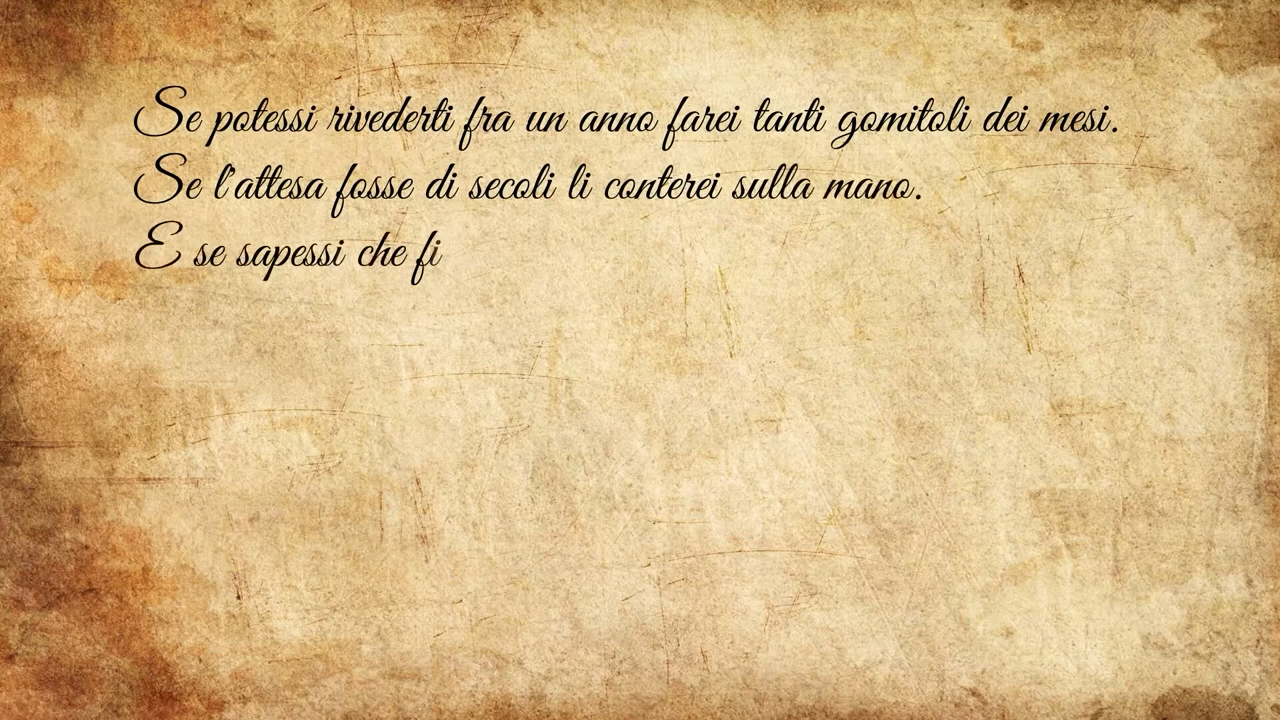 Se potessi rivederti fra un anno farei tanti gomitoli dei mesi.
Se l'attesa fosse di secoli li conterei sulla mano.
E se sapessi che fi